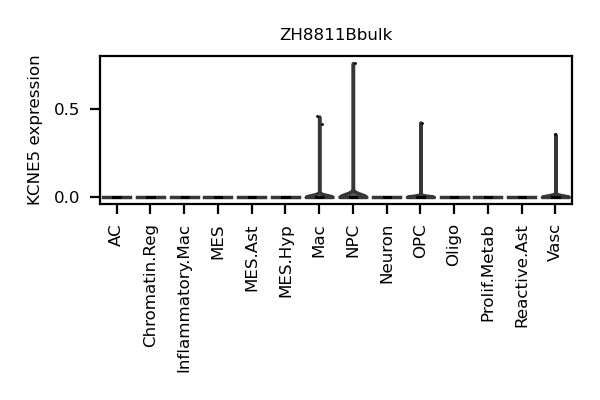 ZH8811Bbulk
KCNE5 expression
0.5
0.0
AC
Chromatin.Reg
Inflammatory.Mac
MES
MES.Ast
MES.Hyp
Mac
NPC
Neuron
OPC
Oligo
Prolif.Metab
Reactive.Ast
Vasc